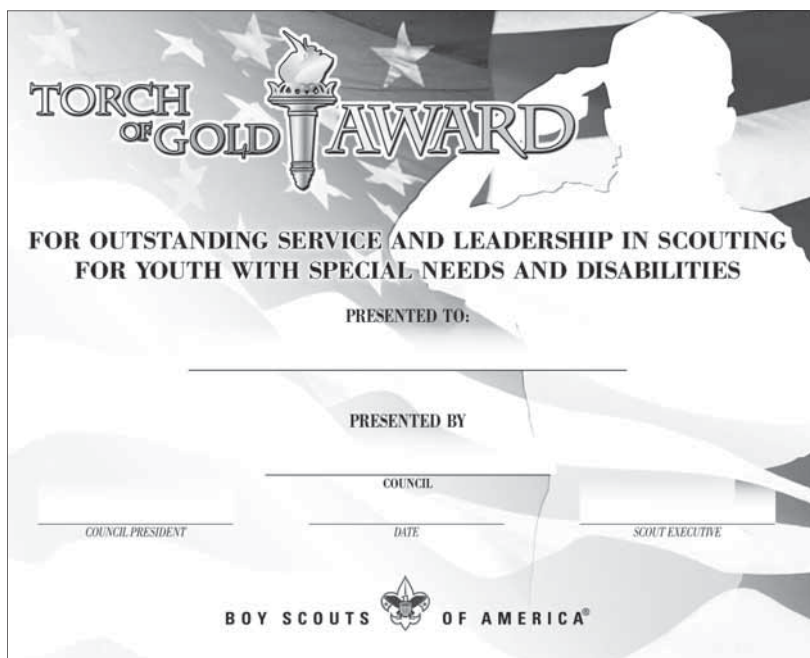 TORCH
OF GOLD AWARD
FOR OUTSTANDING SERVICE AND LEADERSHIP IN SCOUTING
FOR YOUTH WITH SPECIAL NEEDS AND DISABILITIES
PRESENTED TO:
PRESENTED BY
COUNCIL
COUNCIL PRESIDENT
DATE
SCOUT EXECUTIVE
BOY SCOUTS OF AMERICA®